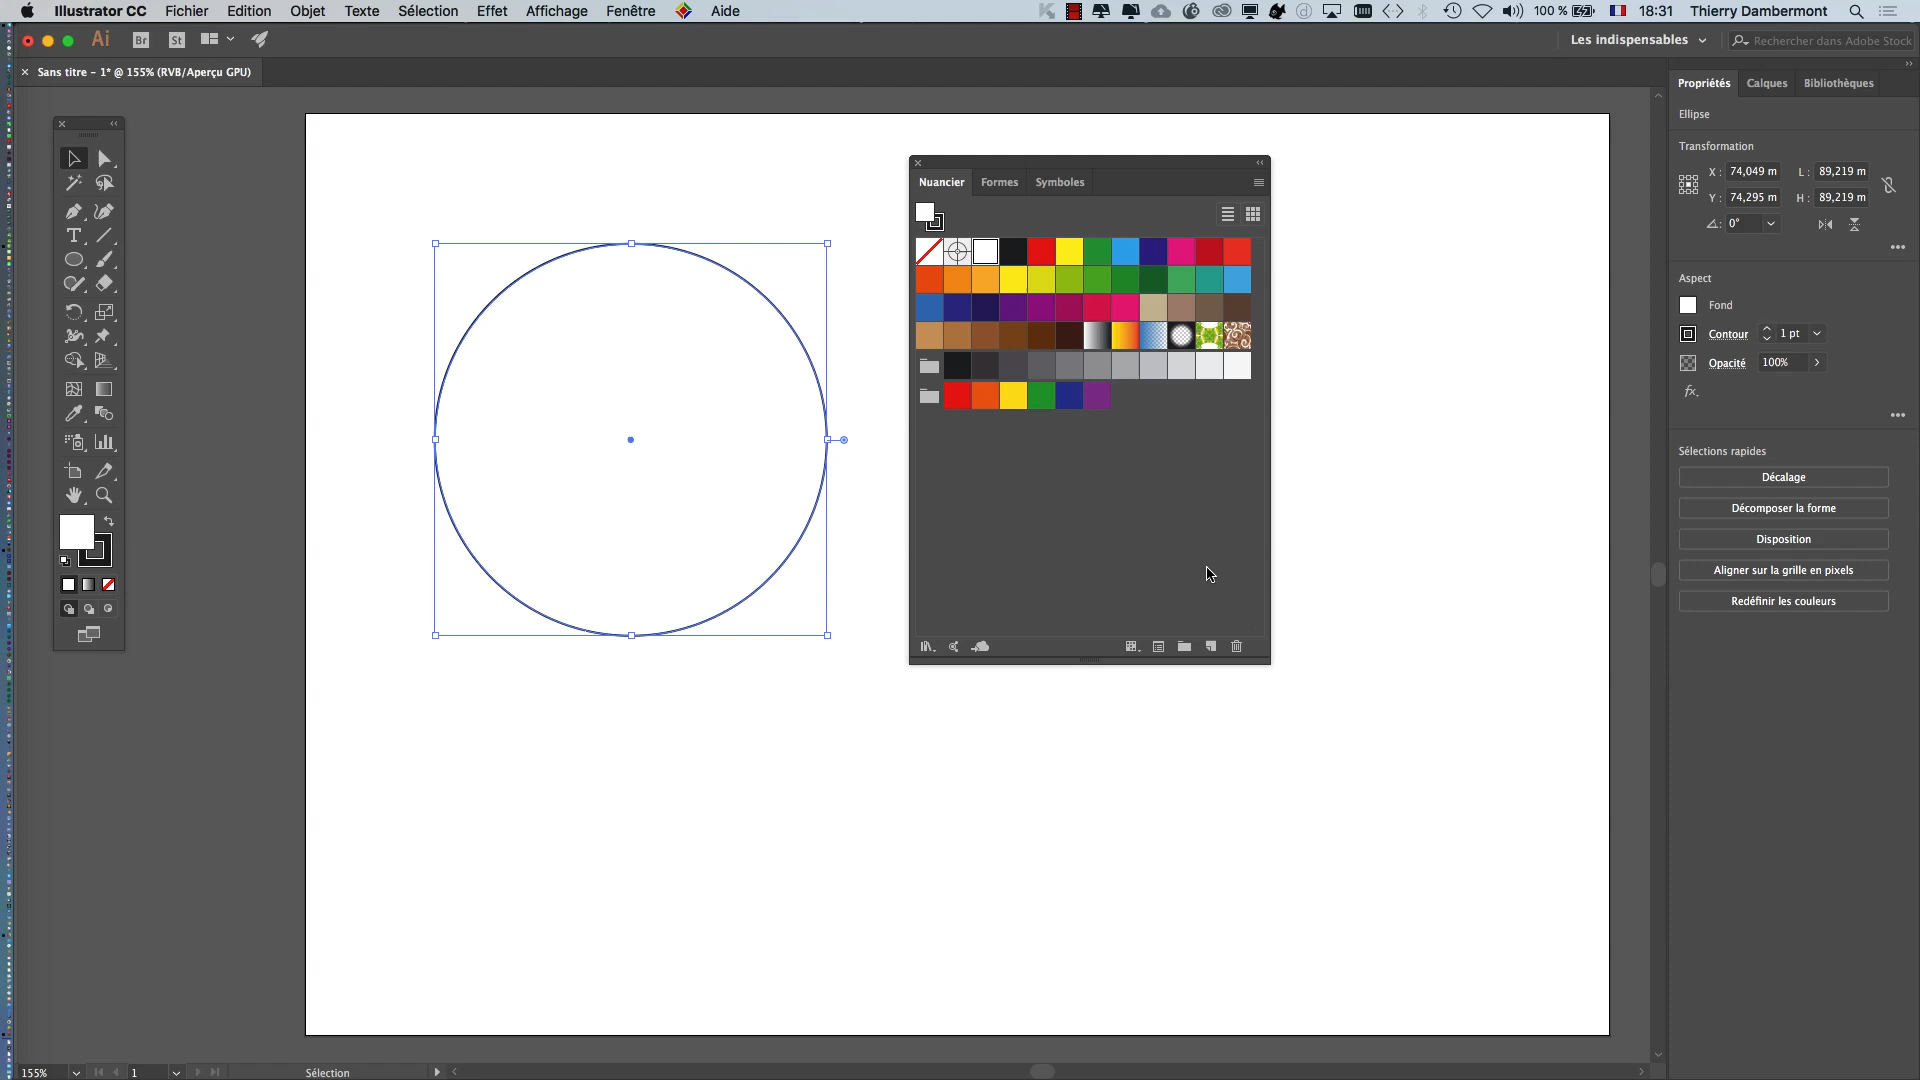 Illustrator CC Fichier Edition Objet Texte Sélection Effet Affichage Fenêtre Aide 100 % 18:31 Thierry Dambermont
Ai Br St Les indispensables Rechercher dans Adobe Stock
Sans titre - 1* @ 155% (RVB/Aperçu GPU)
Propriétés Calques Bibliothèques
Ellipse
Transformation
X : 74,049 m L : 89,219 m
Y : 74,295 m H : 89,219 m
0°
Nuancier Formes Symboles
Aspect
Fond
Contour 1 pt
Opacité 100%
fx.
Sélections rapides
Décalage
Décomposer la forme
Disposition
Aligner sur la grille en pixels
Redéfinir les couleurs
155% 1 Sélection